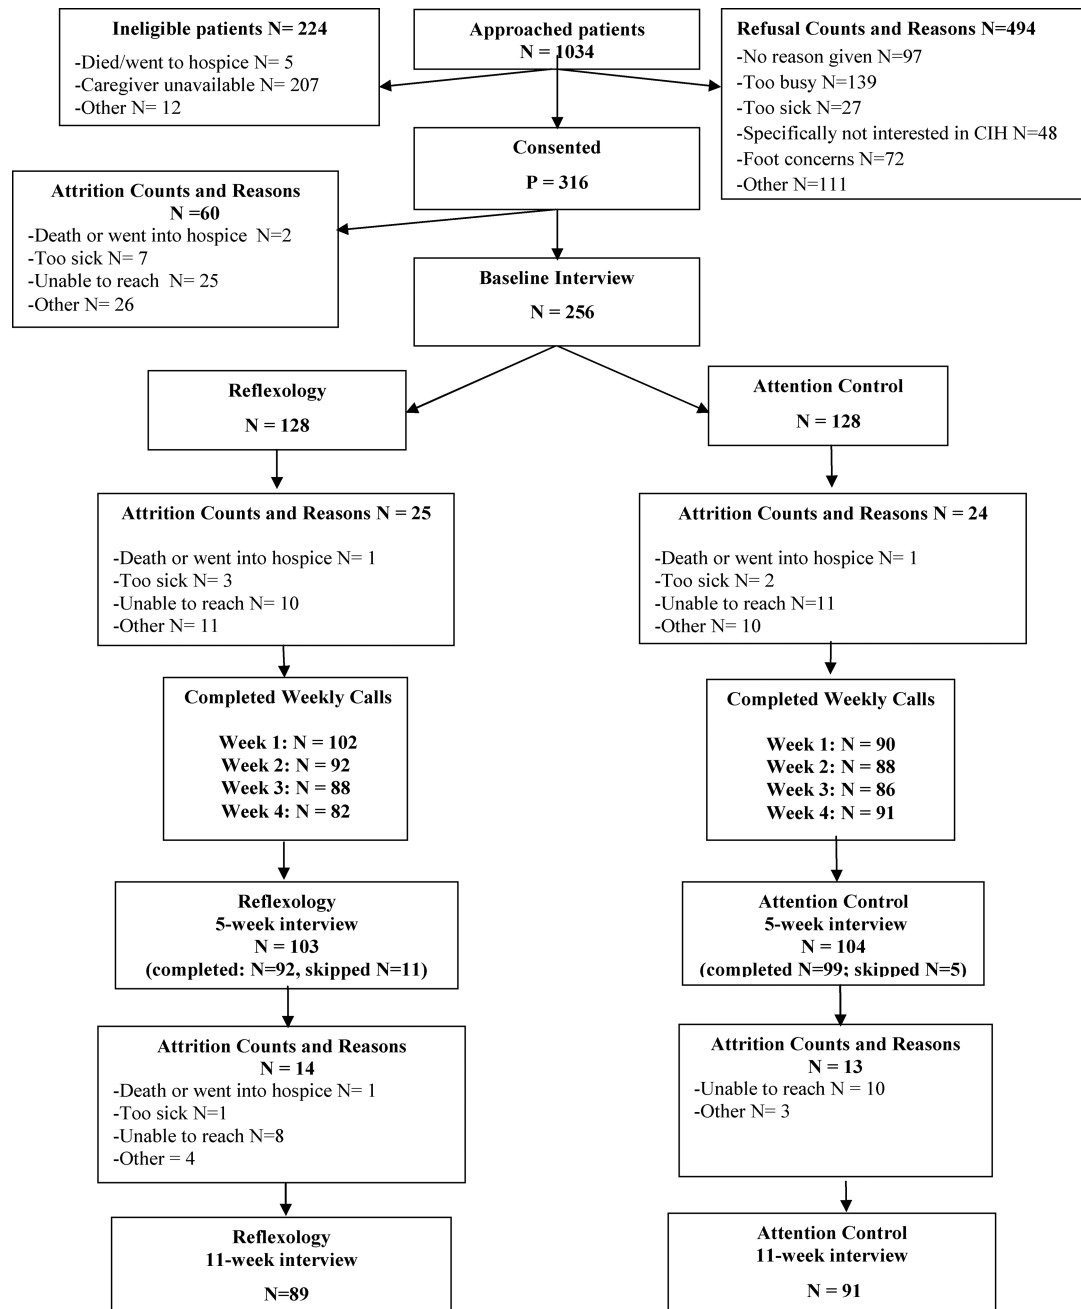 Ineligible patients N= 224
-Died/went to hospice N= 5
-Caregiver unavailable N= 207
-Other N= 12
Approached patients
N = 1034
Refusal Counts and Reasons N=494
-No reason given N=97
-Too busy N=139
-Too sick N=27
-Specifically not interested in CIH N=48
-Foot concerns N=72
-Other N=111
Consented
P = 316
Attrition Counts and Reasons
N =60
-Death or went into hospice N=2
-Too sick N= 7
-Unable to reach N= 25
-Other N= 26
Baseline Interview
N = 256
Reflexology
N = 128
Attention Control
N = 128
Attrition Counts and Reasons N = 25
-Death or went into hospice N= 1
-Too sick N= 3
-Unable to reach N= 10
-Other N= 11
Attrition Counts and Reasons N = 24
-Death or went into hospice N= 1
-Too sick N= 2
-Unable to reach N=11
-Other N= 10
Completed Weekly Calls
Week 1: N = 102
Week 2: N = 92
Week 3: N = 88
Week 4: N = 82
Completed Weekly Calls
Week 1: N = 90
Week 2: N = 88
Week 3: N = 86
Week 4: N = 91
Reflexology
5-week interview
N = 103
(completed: N=92, skipped N=11)
Attention Control
5-week interview
N = 104
(completed N=99; skipped N=5)
Attrition Counts and Reasons
N = 14
-Death or went into hospice N= 1
-Too sick N=1
-Unable to reach N=8
-Other = 4
Attrition Counts and Reasons
N = 13
-Unable to reach N = 10
-Other N= 3
Reflexology
11-week interview
N=89
Attention Control
11-week interview
N = 91